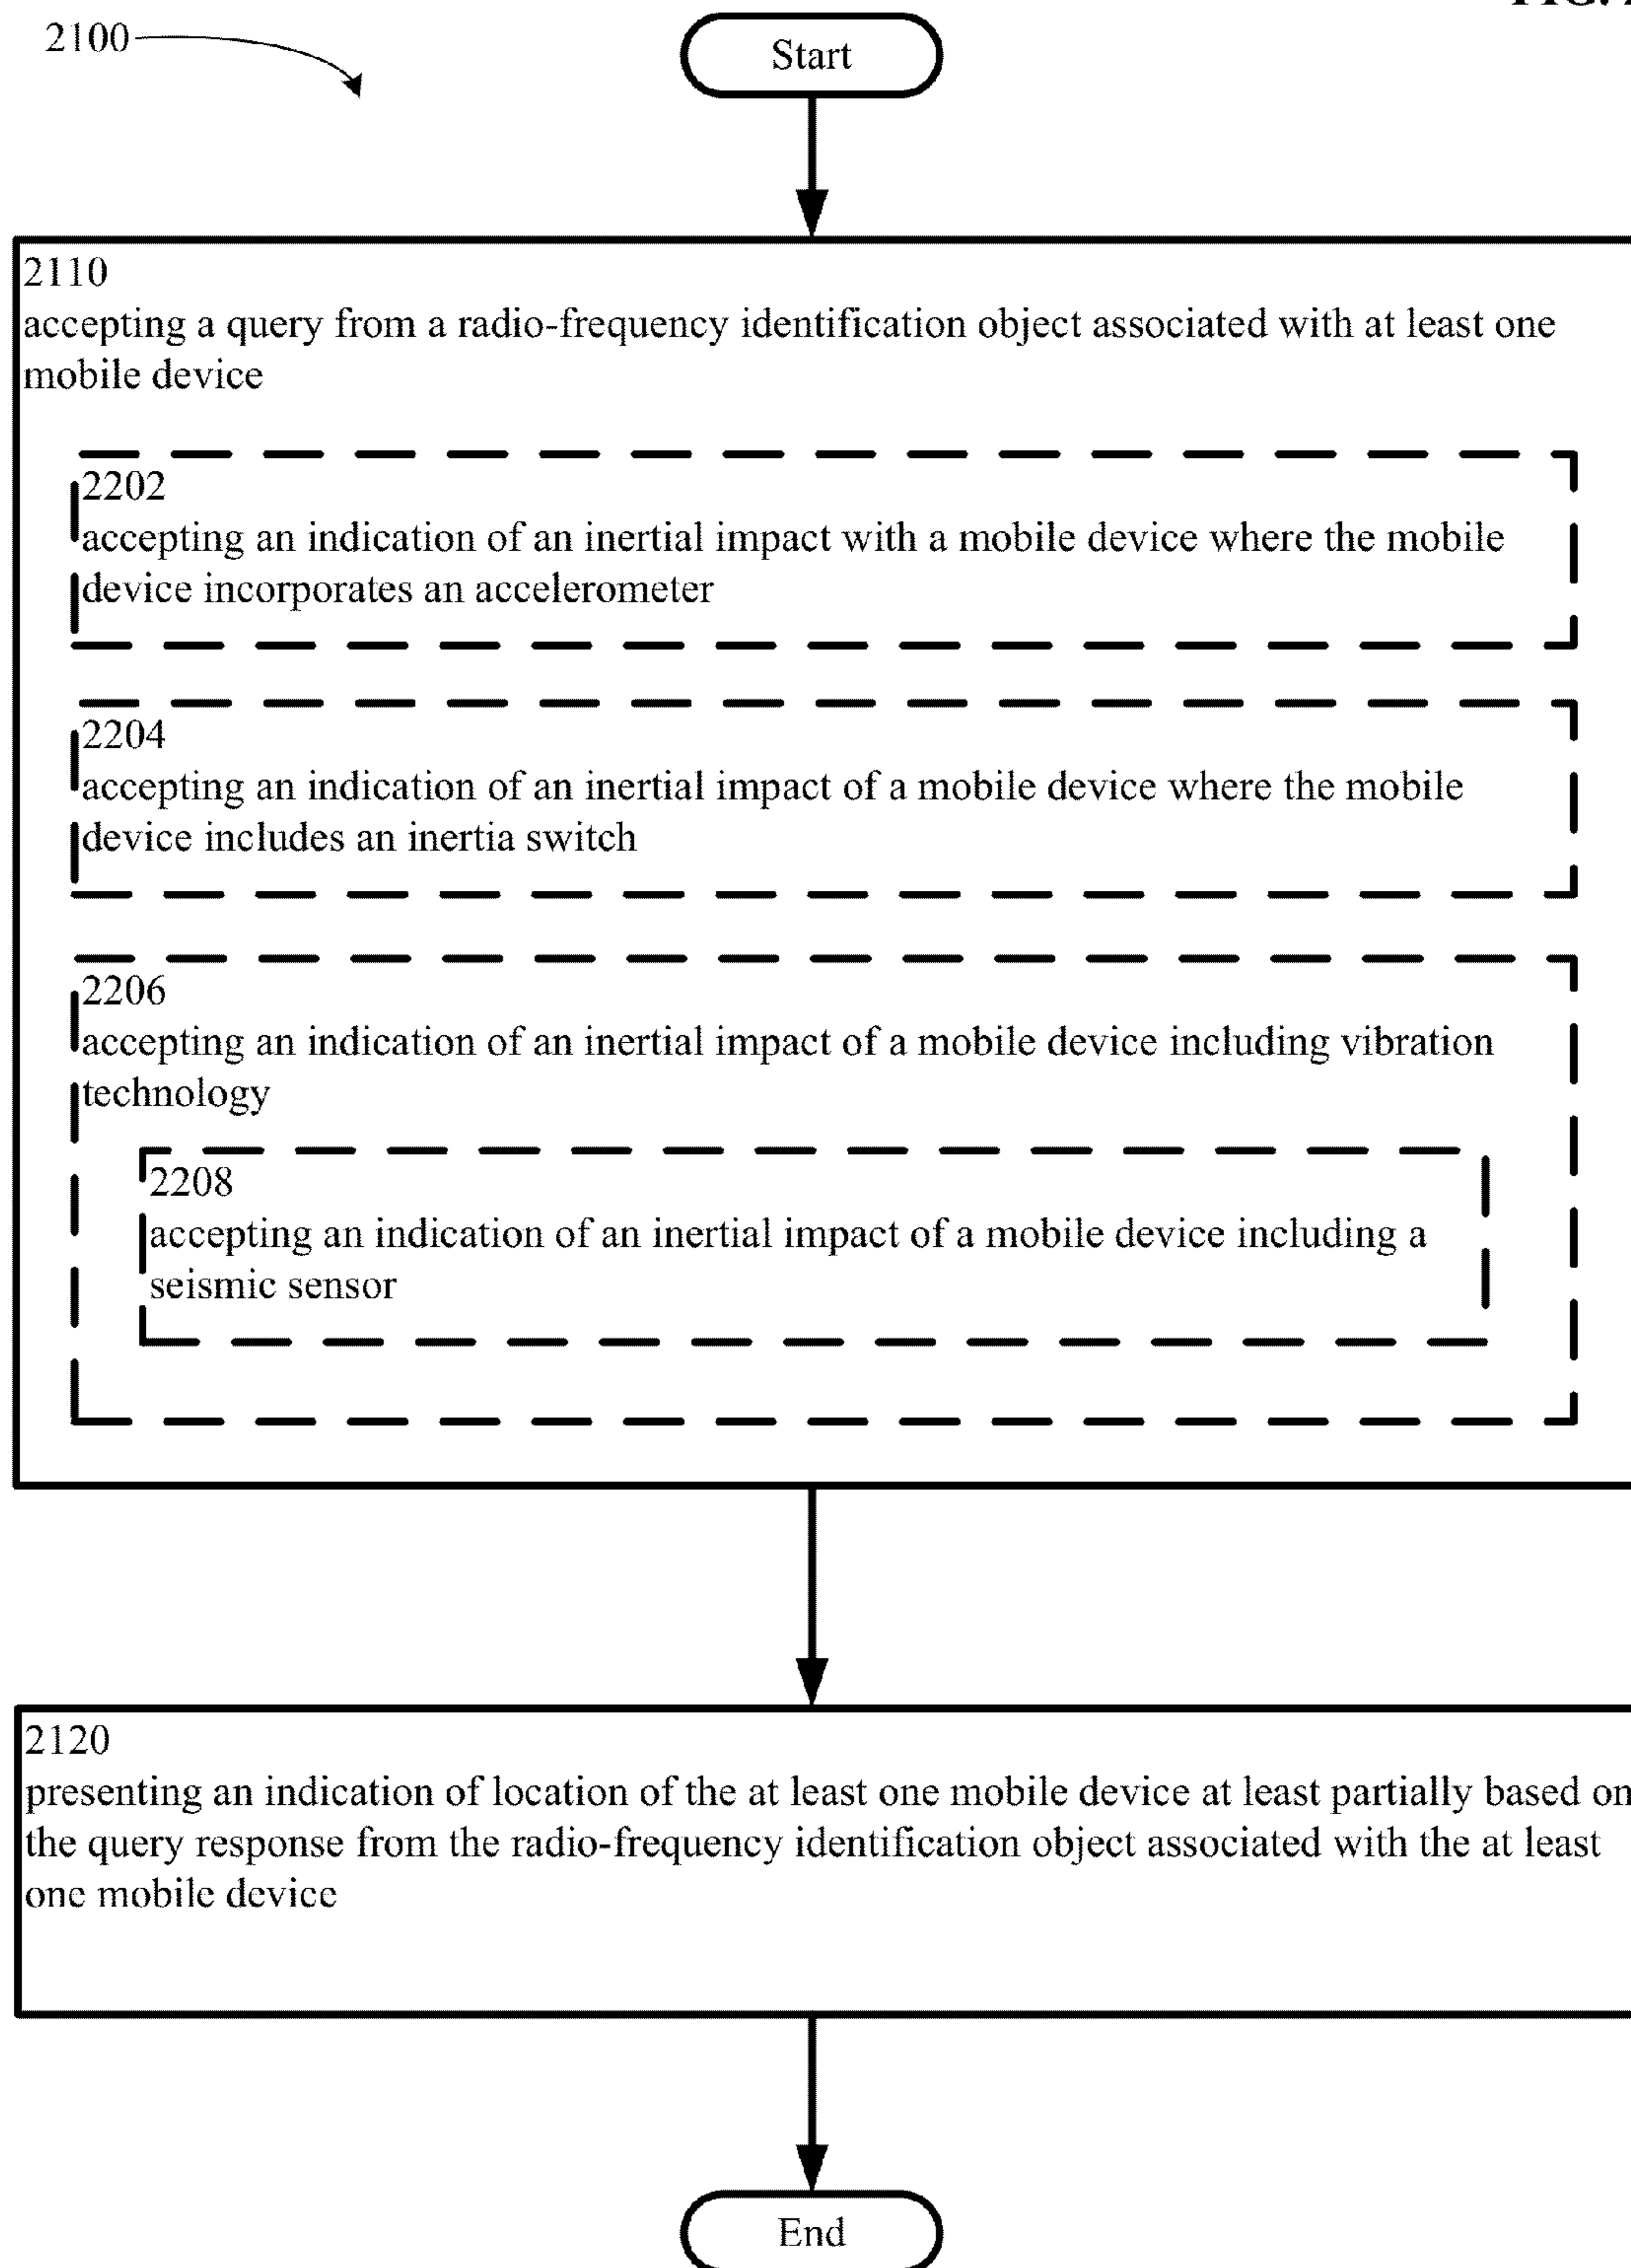 FIG.
2100
Start
2110
accepting a query from a radio-frequency identification object associated with at least one
mobile device
2202
accepting an indication of an inertial impact with a mobile device where the mobile
device incorporates an accelerometer
2204
accepting an indication of an inertial impact of a mobile device where the mobile
device includes an inertia switch
2206
accepting an indication of an inertial impact of a mobile device including vibration
technology
2208
accepting an indication of an inertial impact of a mobile device including a
seismic sensor
2120
presenting an indication of location of the at least one mobile device at least partially based on
the query response from the radio-frequency identification object associated with the at least
one mobile device
End